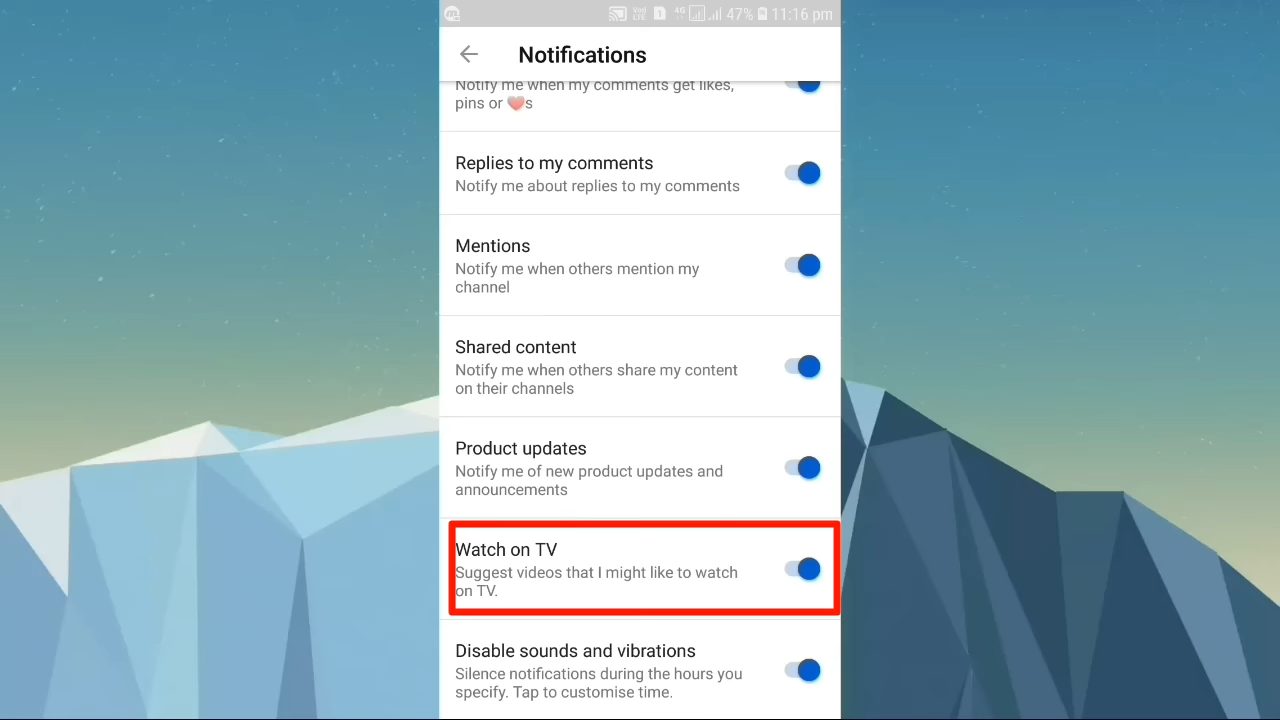 Vo) LTE 1 4G 47% 11:16 pm
Notifications
Notify me when my comments get likes,
pins or ❤s
Replies to my comments
Notify me about replies to my comments
Mentions
Notify me when others mention my
channel
Shared content
Notify me when others share my content
on their channels
Product updates
Notify me of new product updates and
announcements
Watch on TV
Suggest videos that I might like to watch
on TV.
Disable sounds and vibrations
Silence notifications during the hours you
specify. Tap to customise time.